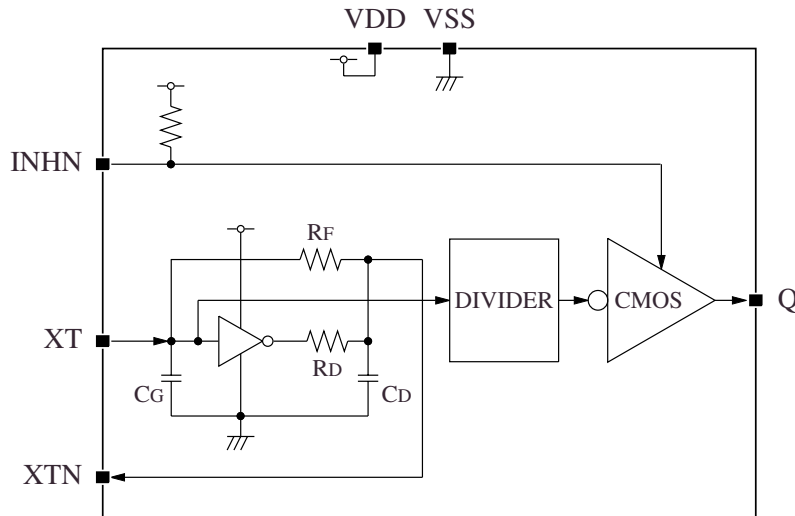 VDD VSS
INHN
RF
DIVIDER
CMOS
Q
XT
RD
CG
CD
XTN